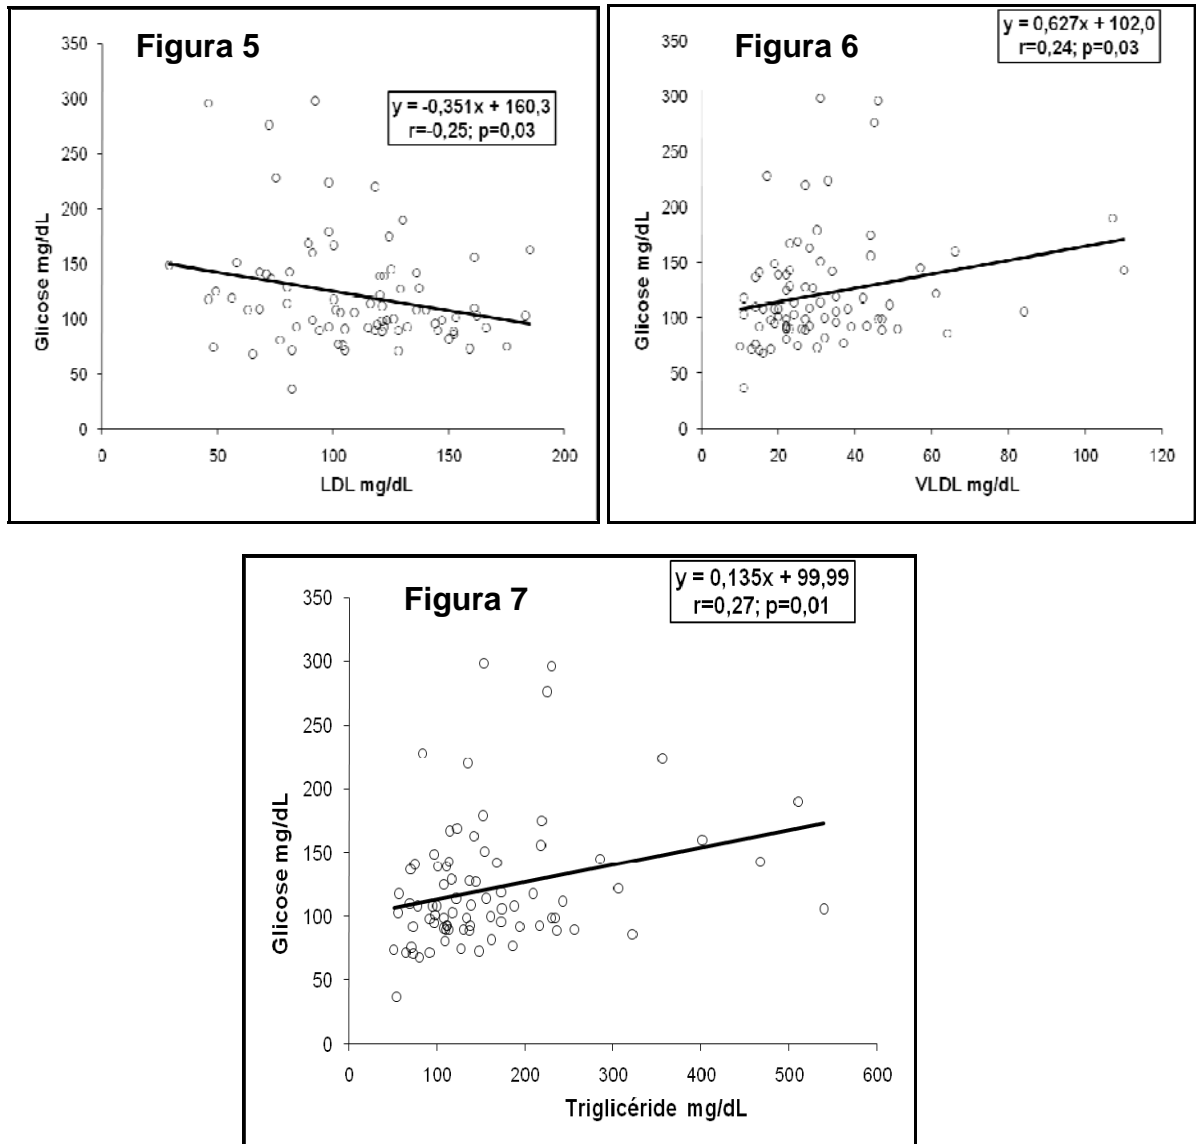 Figura 5
y = -0,351x + 160,3
r=-0,25; p=0,03
350
300
250
200
150
100
50
0
Glicose mg/dL
0 50 100 150 200
LDL mg/dL
Figura 6
y = 0,627x + 102,0
r=0,24; p=0,03
350
300
250
200
150
100
50
0
Glicose mg/dL
0 20 40 60 80 100 120
VLDL mg/dL
Figura 7
y = 0,135x + 99,99
r=0,27; p=0,01
350
300
250
200
150
100
50
0
Glicose mg/dL
0 100 200 300 400 500 600
Triglicéride mg/dL